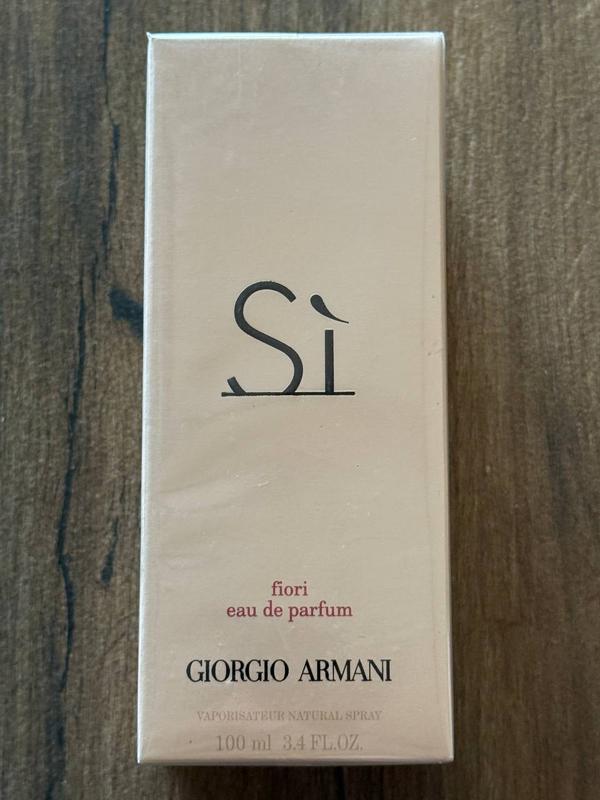 Sì
fiori
eau de parfum
GIORGIO ARMANI
VAPORISATEUR NATURAL SPRAY
100 ml 3.4 FL.OZ.